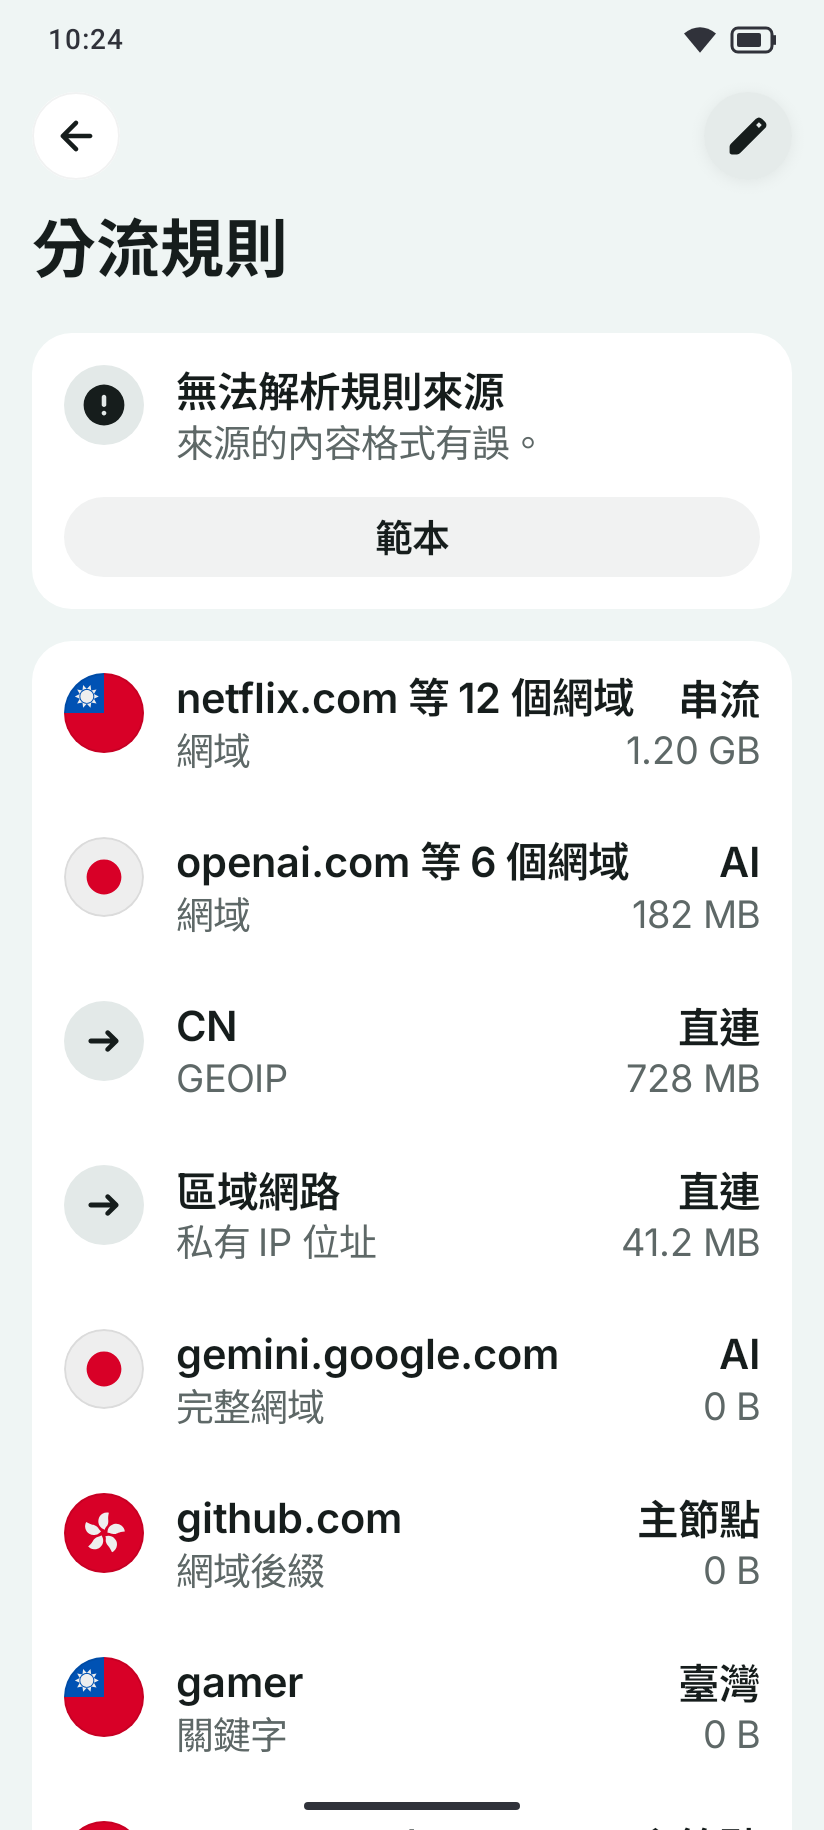 10:24
分流規則
無法解析規則來源
來源的內容格式有誤。
範本
netflix.com 等 12 個網域 串流
網域 1.20 GB
openai.com 等 6 個網域 AI
網域 182 MB
CN 直連
GEOIP 728 MB
區域網路 直連
私有 IP 位址 41.2 MB
gemini.google.com AI
完整網域 0 B
github.com 主節點
網域後綴 0 B
gamer 臺灣
關鍵字 0 B